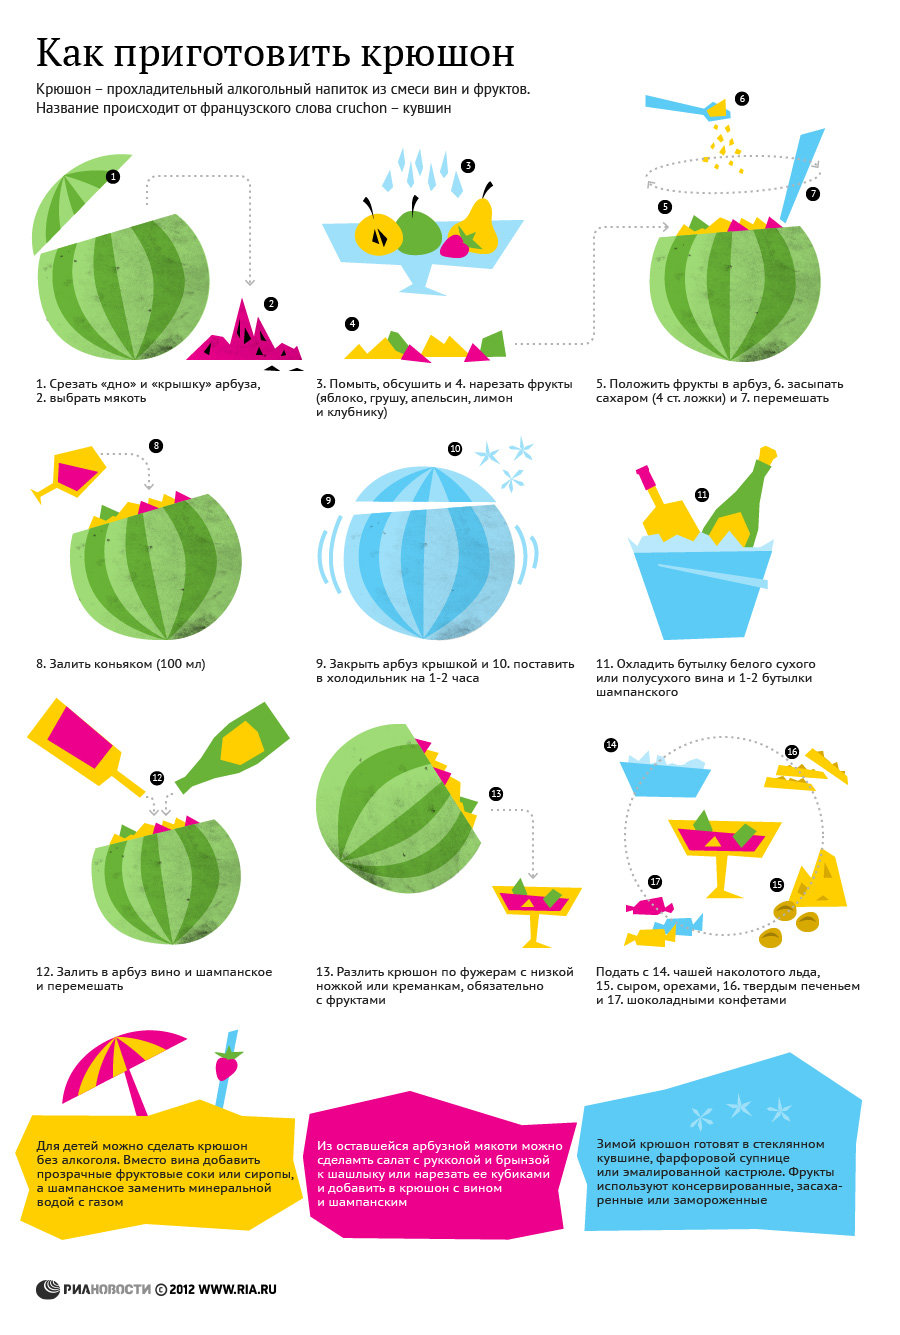 Как приготовить крюшон
Крюшон – прохладительный алкогольный напиток из смеси вин и фруктов.
Название происходит от французского слова cruchon – кувшин
1
2
3
4
5
6
7
1. Срезать «дно» и «крышку» арбуза,
2. выбрать мякоть
3. Помыть, обсушить и 4. нарезать фрукты
(яблоко, грушу, апельсин, лимон
и клубнику)
5. Положить фрукты в арбуз, 6. засыпать
сахаром (4 ст. ложки) и 7. перемешать
8
9
10
11
8. Залить коньяком (100 мл)
9. Закрыть арбуз крышкой и 10. поставить
в холодильник на 1-2 часа
11. Охладить бутылку белого сухого
или полусухого вина и 1-2 бутылки
шампанского
12
13
14
16
15
17
12. Залить в арбуз вино и шампанское
и перемешать
13. Разлить крюшон по фужерам с низкой
ножкой или креманкам, обязательно
с фруктами
Подать с 14. чашей наколотого льда,
15. сыром, орехами, 16. твердым печеньем
и 17. шоколадными конфетами
Для детей можно сделать крюшон
без алкоголя. Вместо вина добавить
прозрачные фруктовые соки или сиропы,
а шампанское заменить минеральной
водой с газом
Из оставшейся арбузной мякоти можно
сделамть салат с рукколой и брынзой
к шашлыку или нарезать ее кубиками
и добавить в крюшон с вином
и шампанским
Зимой крюшон готовят в стеклянном
кувшине, фарфоровой супнице
или эмалированной кастрюле. Фрукты
используют консервированные, засаха-
ренные или замороженные
РИАНОВОСТИ © 2012 WWW.RIA.RU